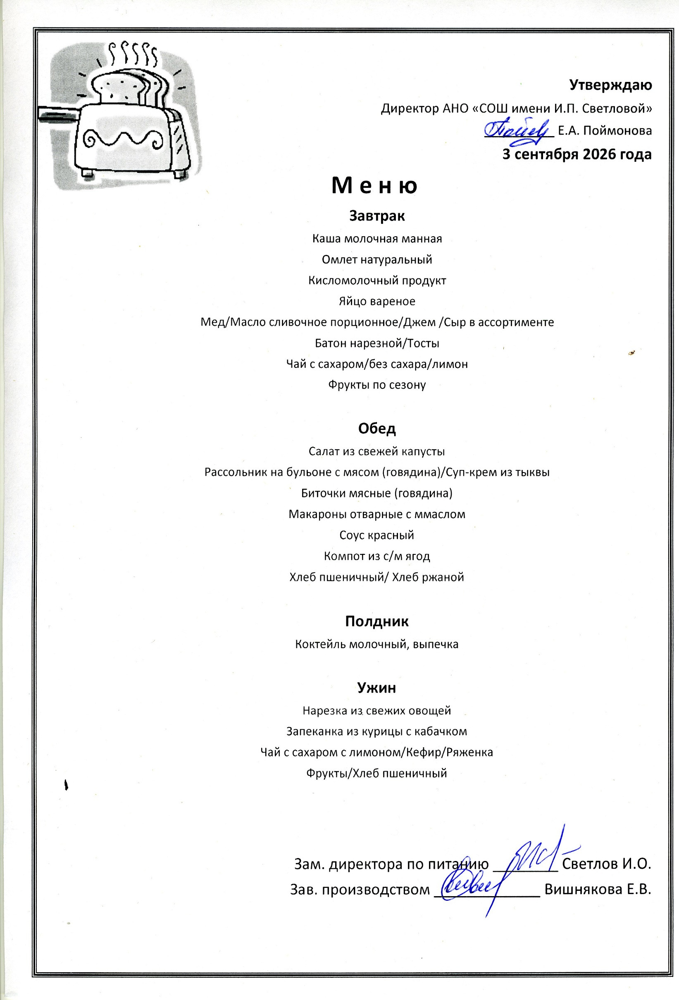 Утверждаю
Директор АНО «СОШ имени И.П. Светловой»
Е.А. Поймонова
3 сентября 2026 года
Меню
Завтрак
Каша молочная манная
Омлет натуральный
Кисломолочный продукт
Яйцо вареное
Мед/Масло сливочное порционное/Джем /Сыр в ассортименте
Батон нарезной/Тосты
Чай с сахаром/без сахара/лимон
Фрукты по сезону
Обед
Салат из свежей капусты
Рассольник на бульоне с мясом (говядина)/Суп-крем из тыквы
Биточки мясные (говядина)
Макароны отварные с ммаслом
Соус красный
Компот из с/м ягод
Хлеб пшеничный/ Хлеб ржаной
Полдник
Коктейль молочный, выпечка
Ужин
Нарезка из свежих овощей
Запеканка из курицы с кабачком
Чай с сахаром с лимоном/Кефир/Ряженка
Фрукты/Хлеб пшеничный
Зам. директора по питанию Светлов И.О.
Зав. производством Вишнякова Е.В.